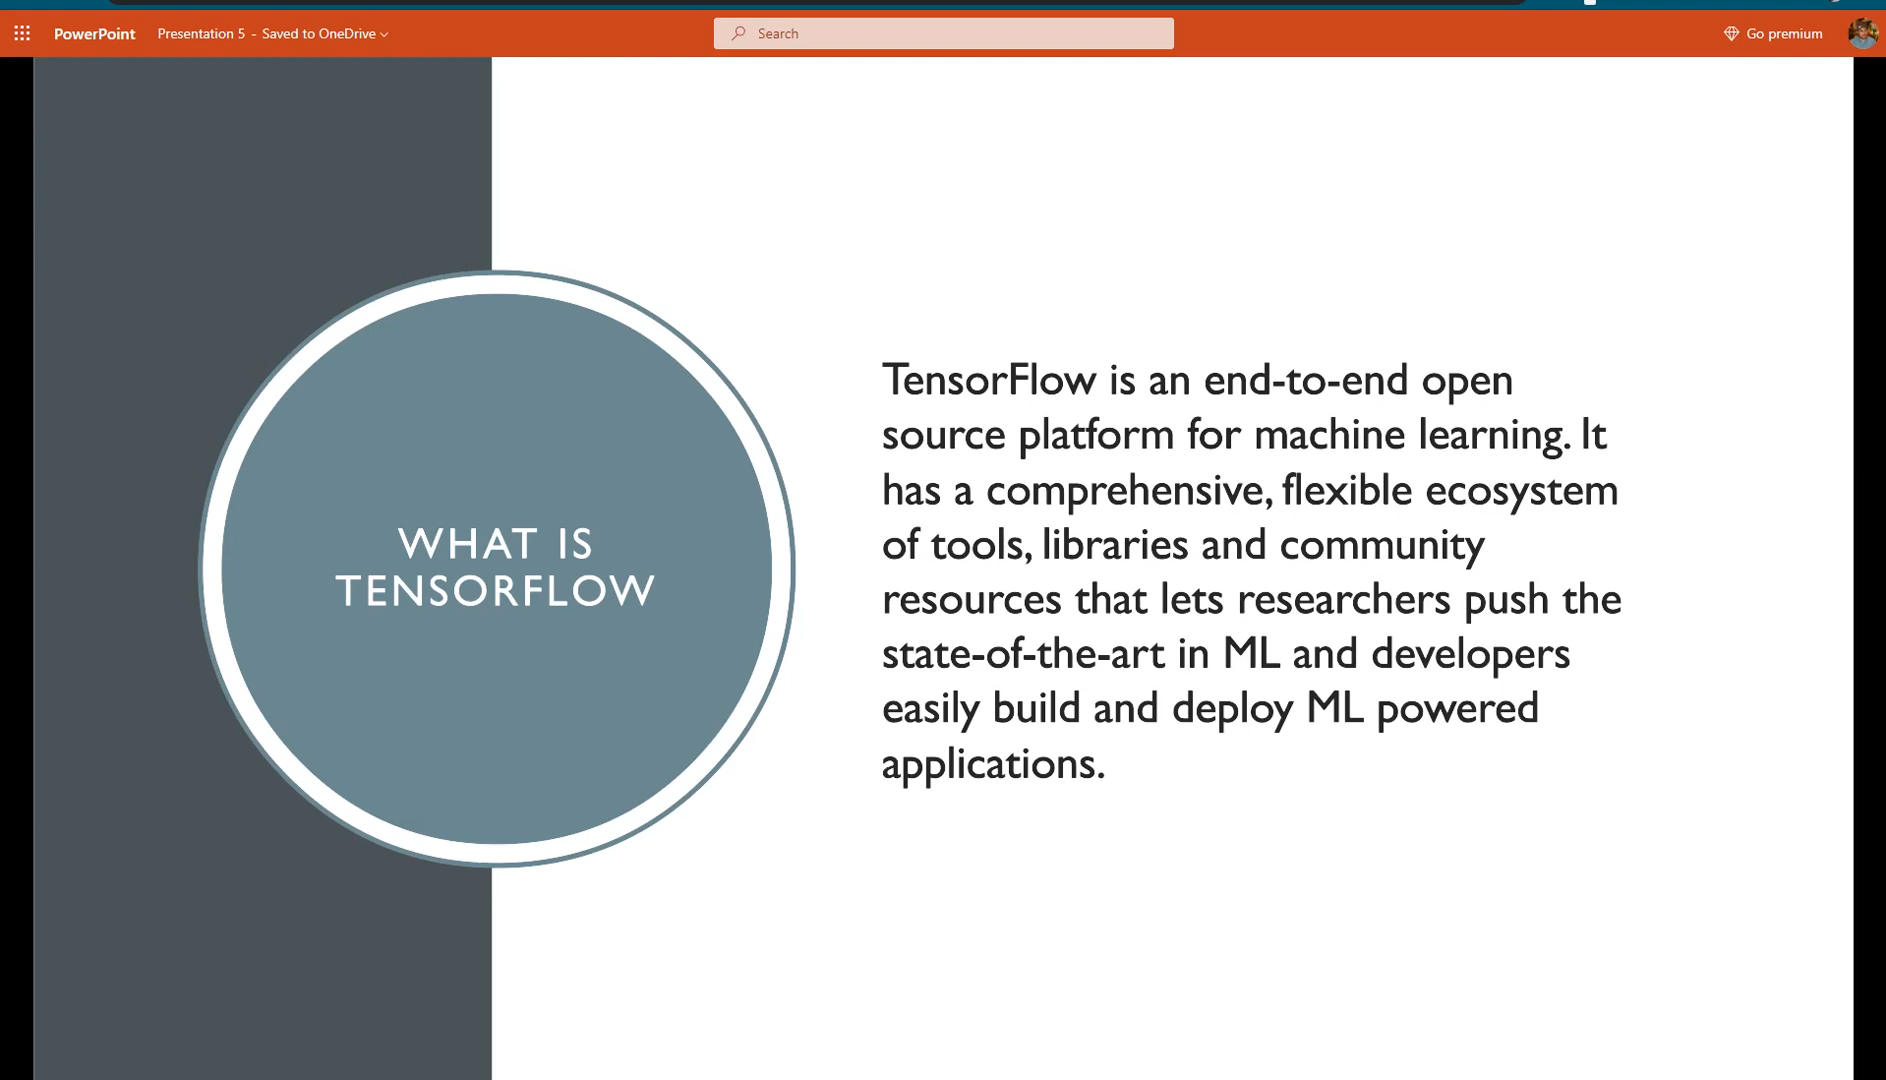 PowerPoint Presentation 5 - Saved to OneDrive Search Go premium
WHAT IS
TENSORFLOW
TensorFlow is an end-to-end open
source platform for machine learning. It
has a comprehensive, flexible ecosystem
of tools, libraries and community
resources that lets researchers push the
state-of-the-art in ML and developers
easily build and deploy ML powered
applications.